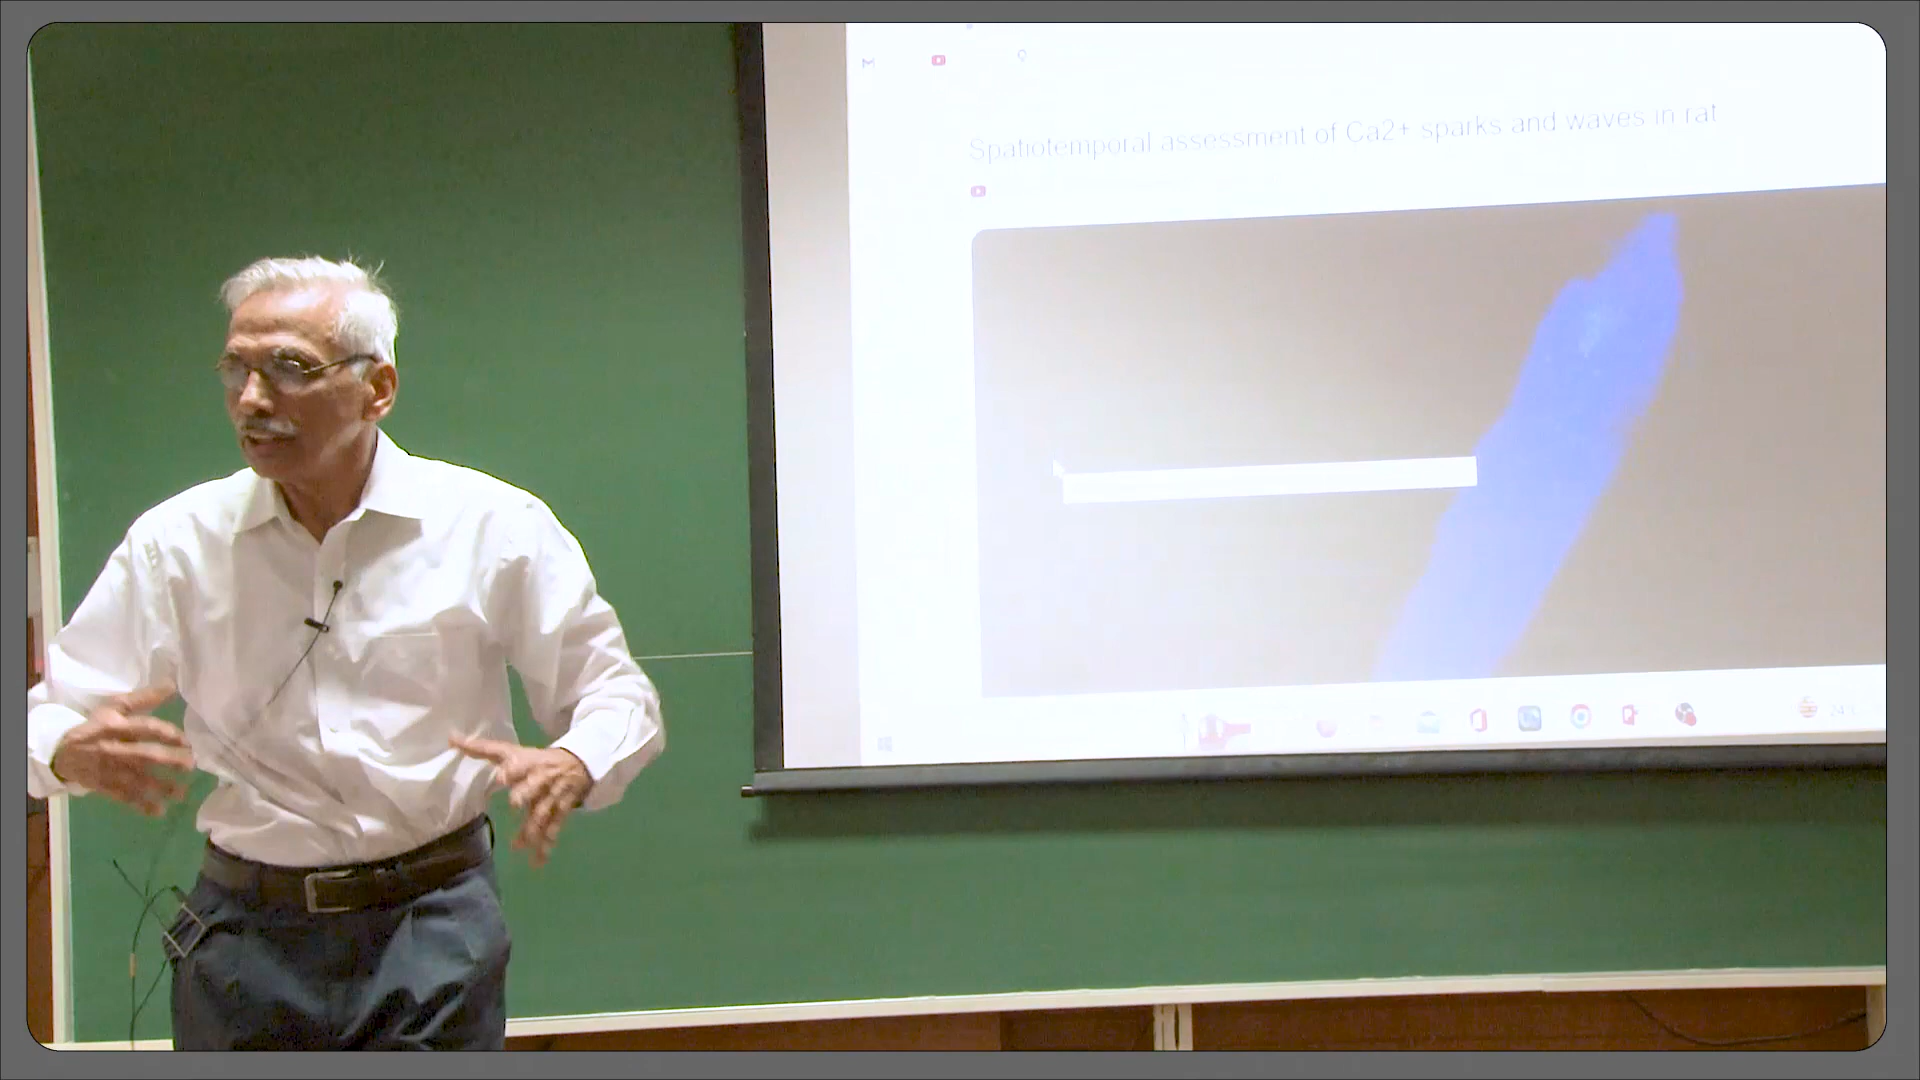 Spatiotemporal assessment of Ca2+ sparks and waves in rat